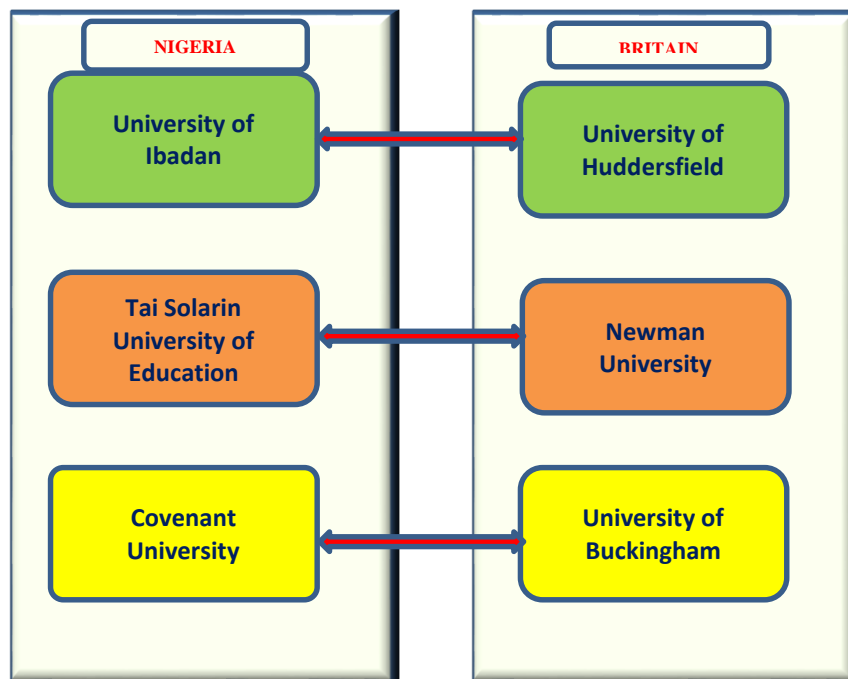 NIGERIA
BRITAIN
University of
Ibadan
University of
Huddersfield
Tai Solarin
University of
Education
Newman
University
Covenant
University
University of
Buckingham